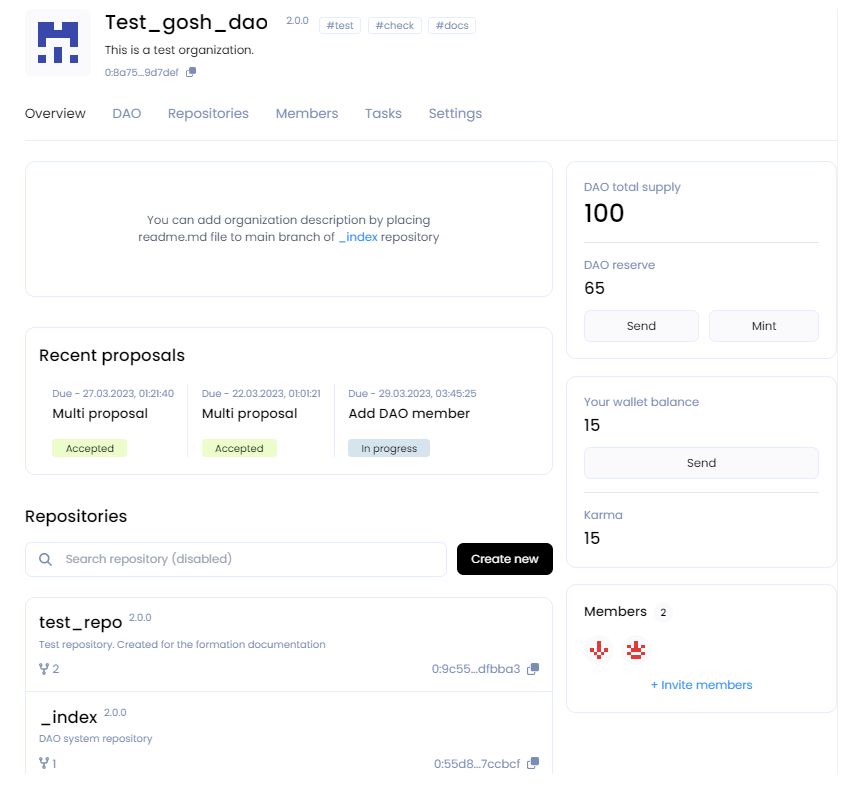 Test_gosh_dao 2.0.0 #test #check #docs
This is a test organization.
0:8a75...9d7def
Overview DAO Repositories Members Tasks Settings
You can add organization description by placing
readme.md file to main branch of _index repository
Recent proposals
Due - 27.03.2023, 01:21:40
Multi proposal
Accepted
Due - 22.03.2023, 01:01:21
Multi proposal
Accepted
Due - 29.03.2023, 03:45:25
Add DAO member
In progress
Repositories
Search repository (disabled)
Create new
test_repo 2.0.0
Test repository. Created for the formation documentation
2 0:9c55...dfbba3
_index 2.0.0
DAO system repository
1 0:55d8...7ccbcf
DAO total supply
100
DAO reserve
65
Send Mint
Your wallet balance
15
Send
Karma
15
Members 2
+ Invite members